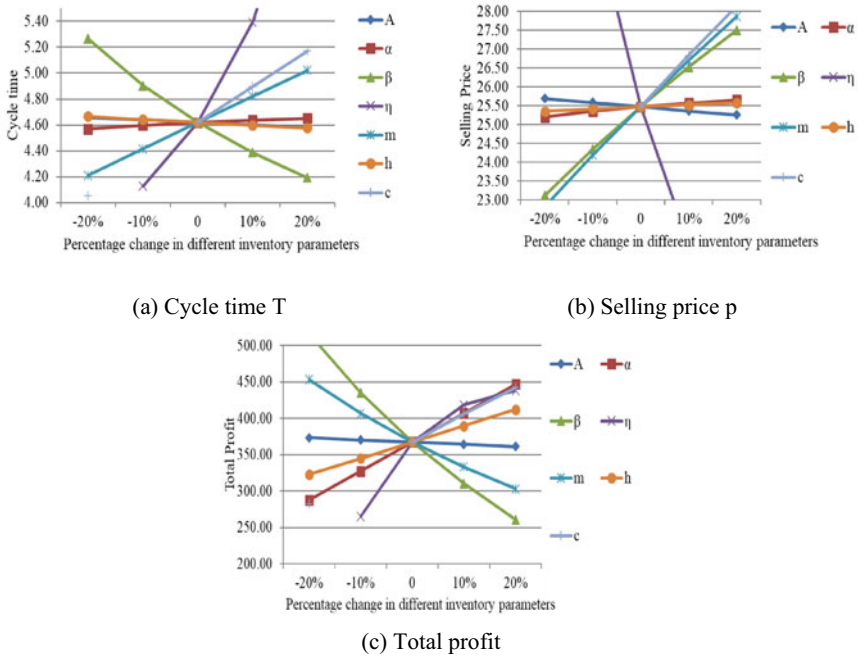 5.40
5.20
5.00
4.80
4.60
4.40
4.20
4.00
Cycle time
-20% -10% 0 10% 20%
Percentage change in different inventory parameters
A
α
β
η
m
h
c
(a) Cycle time T
28.00
27.50
27.00
26.50
26.00
25.50
25.00
24.50
24.00
23.50
23.00
Selling Price
-20% -10% 0 10% 20%
Percentage change in different inventory parameters
A α
β η
m h
c
(b) Selling price p
500.00
450.00
400.00
350.00
300.00
250.00
200.00
Total Profit
-20% -10% 0 10% 20%
Percentage change in different inventory parameters
A α
β η
m h
c
(c) Total profit